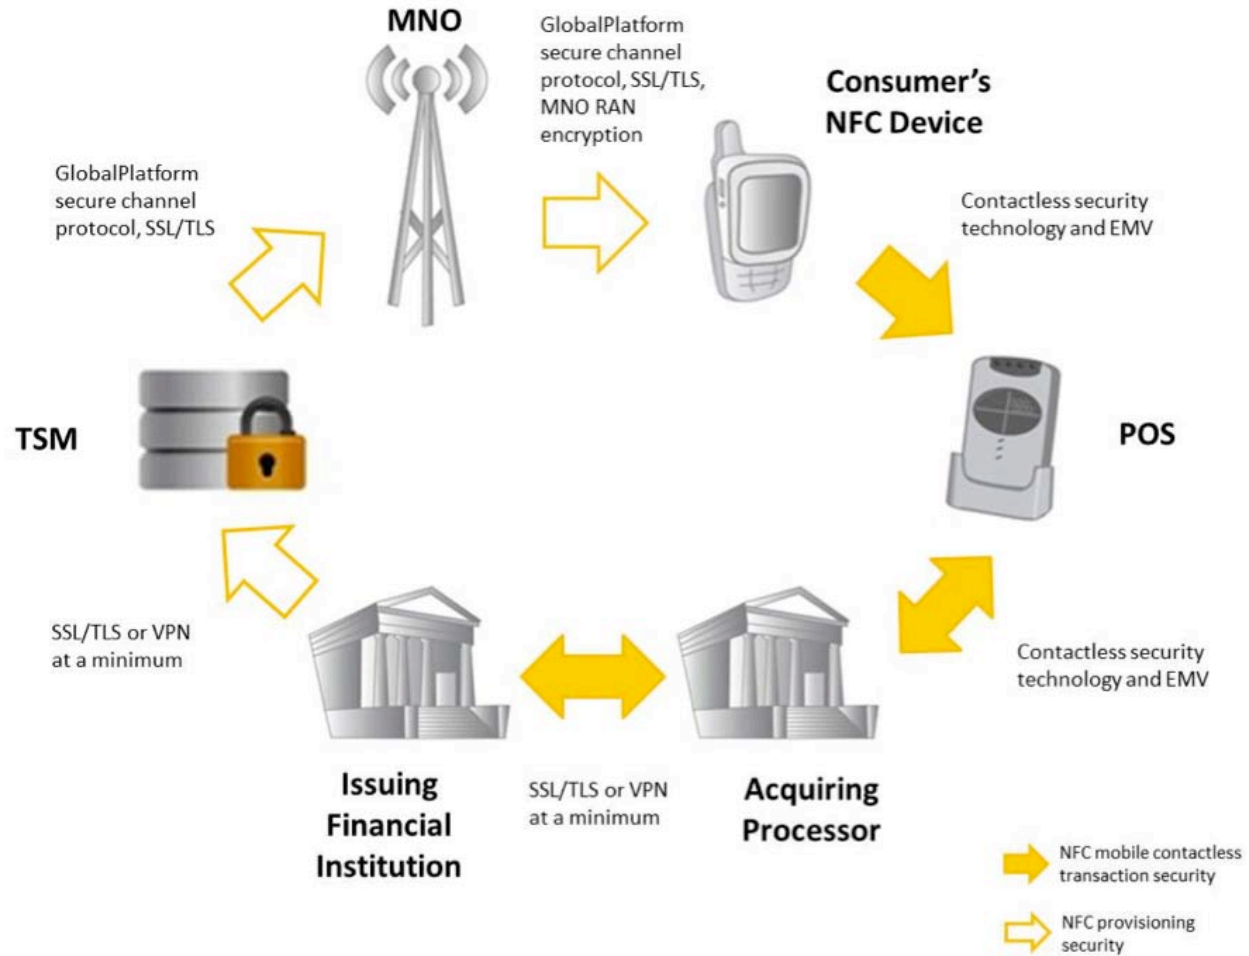 MNO
GlobalPlatform
secure channel
protocol, SSL/TLS,
MNO RAN
encryption
Consumer's
NFC Device
GlobalPlatform
secure channel
protocol, SSL/TLS
Contactless security
technology and EMV
TSM
POS
SSL/TLS or VPN
at a minimum
Contactless security
technology and EMV
Issuing
Financial
Institution
SSL/TLS or VPN
at a minimum
Acquiring
Processor
NFC mobile contactless
transaction security
NFC provisioning
security